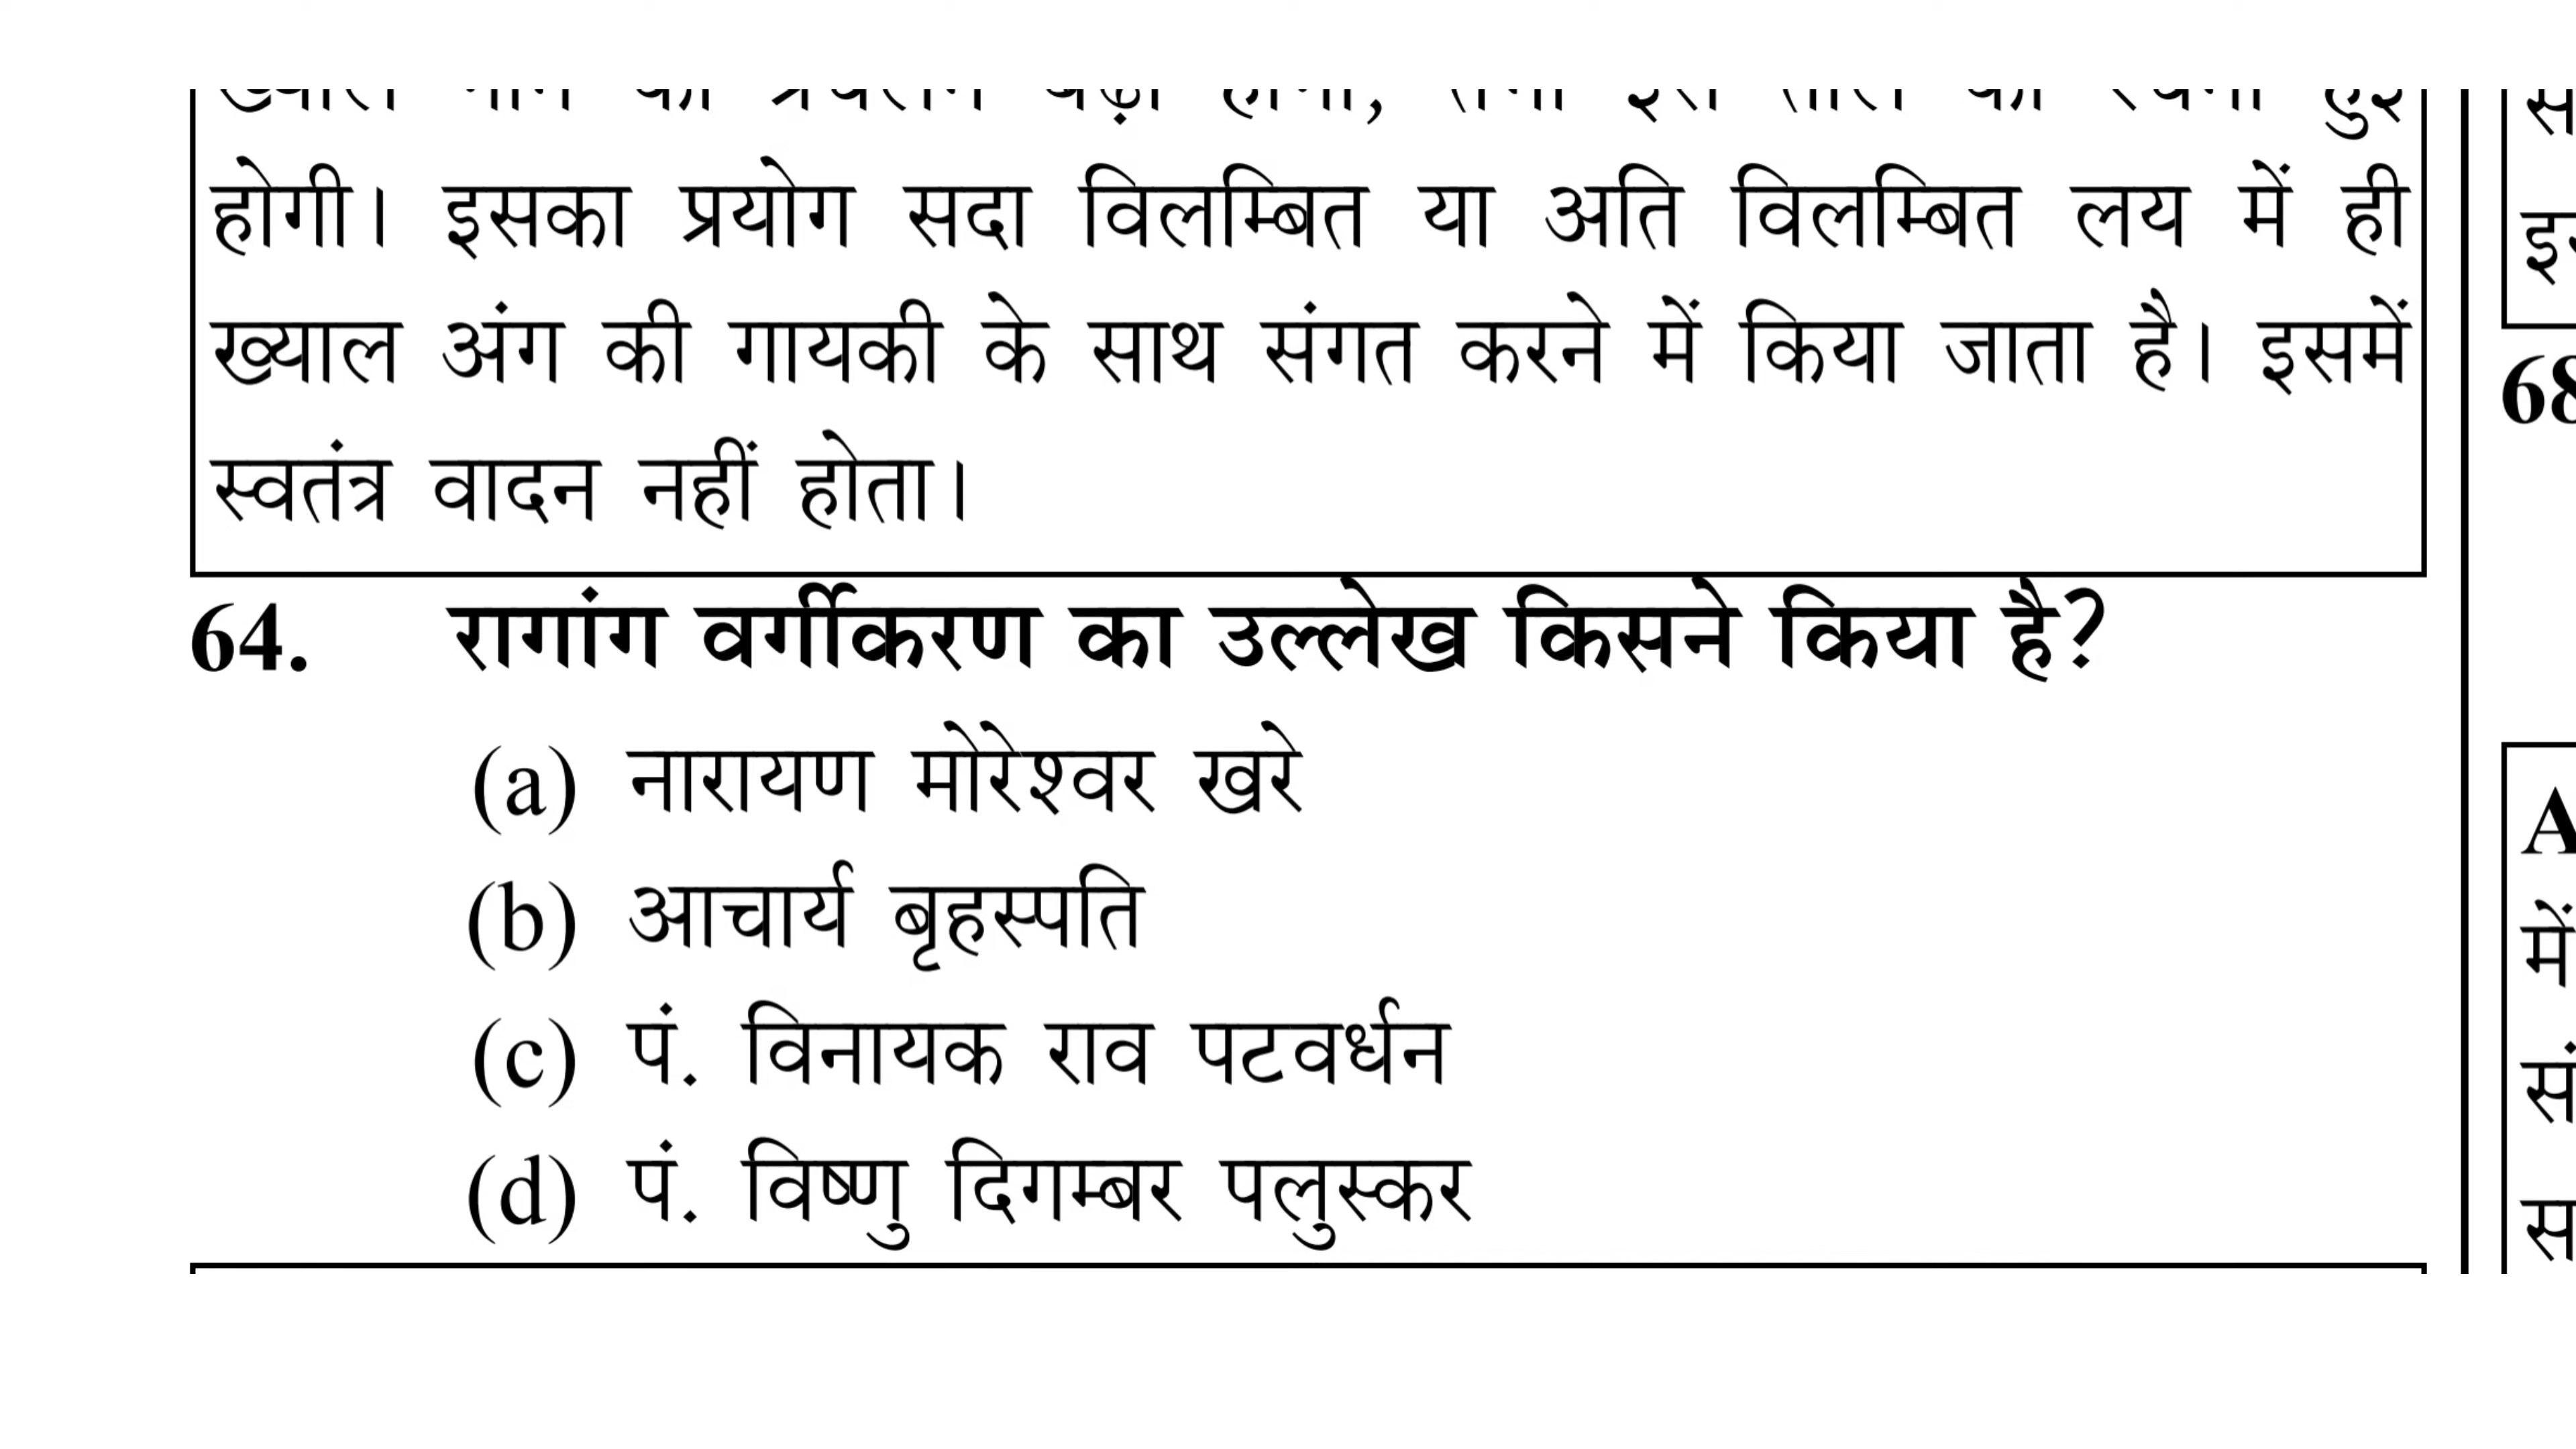 होगी। इसका प्रयोग सदा विलम्बित या अति विलम्बित लय में ही
ख्याल अंग की गायकी के साथ संगत करने में किया जाता है। इसमें
स्वतंत्र वादन नहीं होता।
64. रागांग वर्गीकरण का उल्लेख किसने किया है?
(a) नारायण मोरेश्वर खरे
(b) आचार्य बृहस्पति
(c) पं. विनायक राव पटवर्धन
(d) पं. विष्णु दिगम्बर पलुस्कर
68
A
में
सं
स